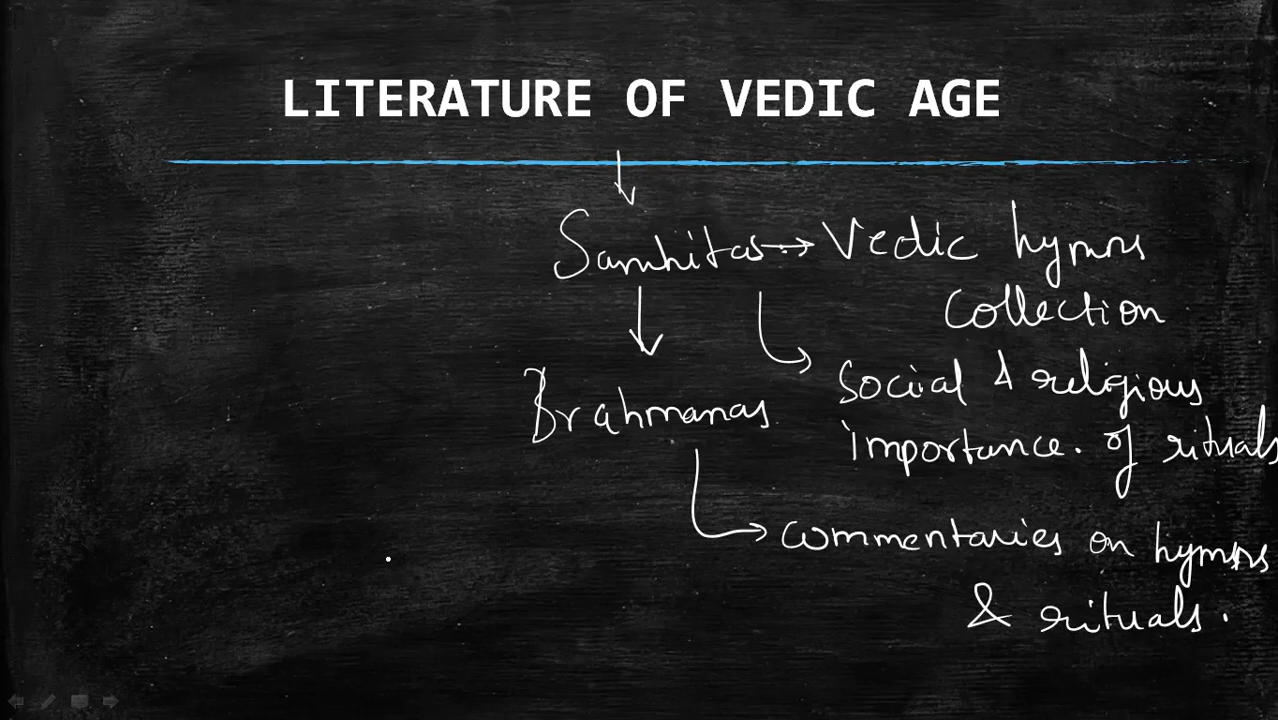 LITERATURE OF VEDIC AGE
Samhitas → Vedic hymns
Collection
Social & religious
importance. of rituals
Brahmanas
commentaries on hymns
& rituals.